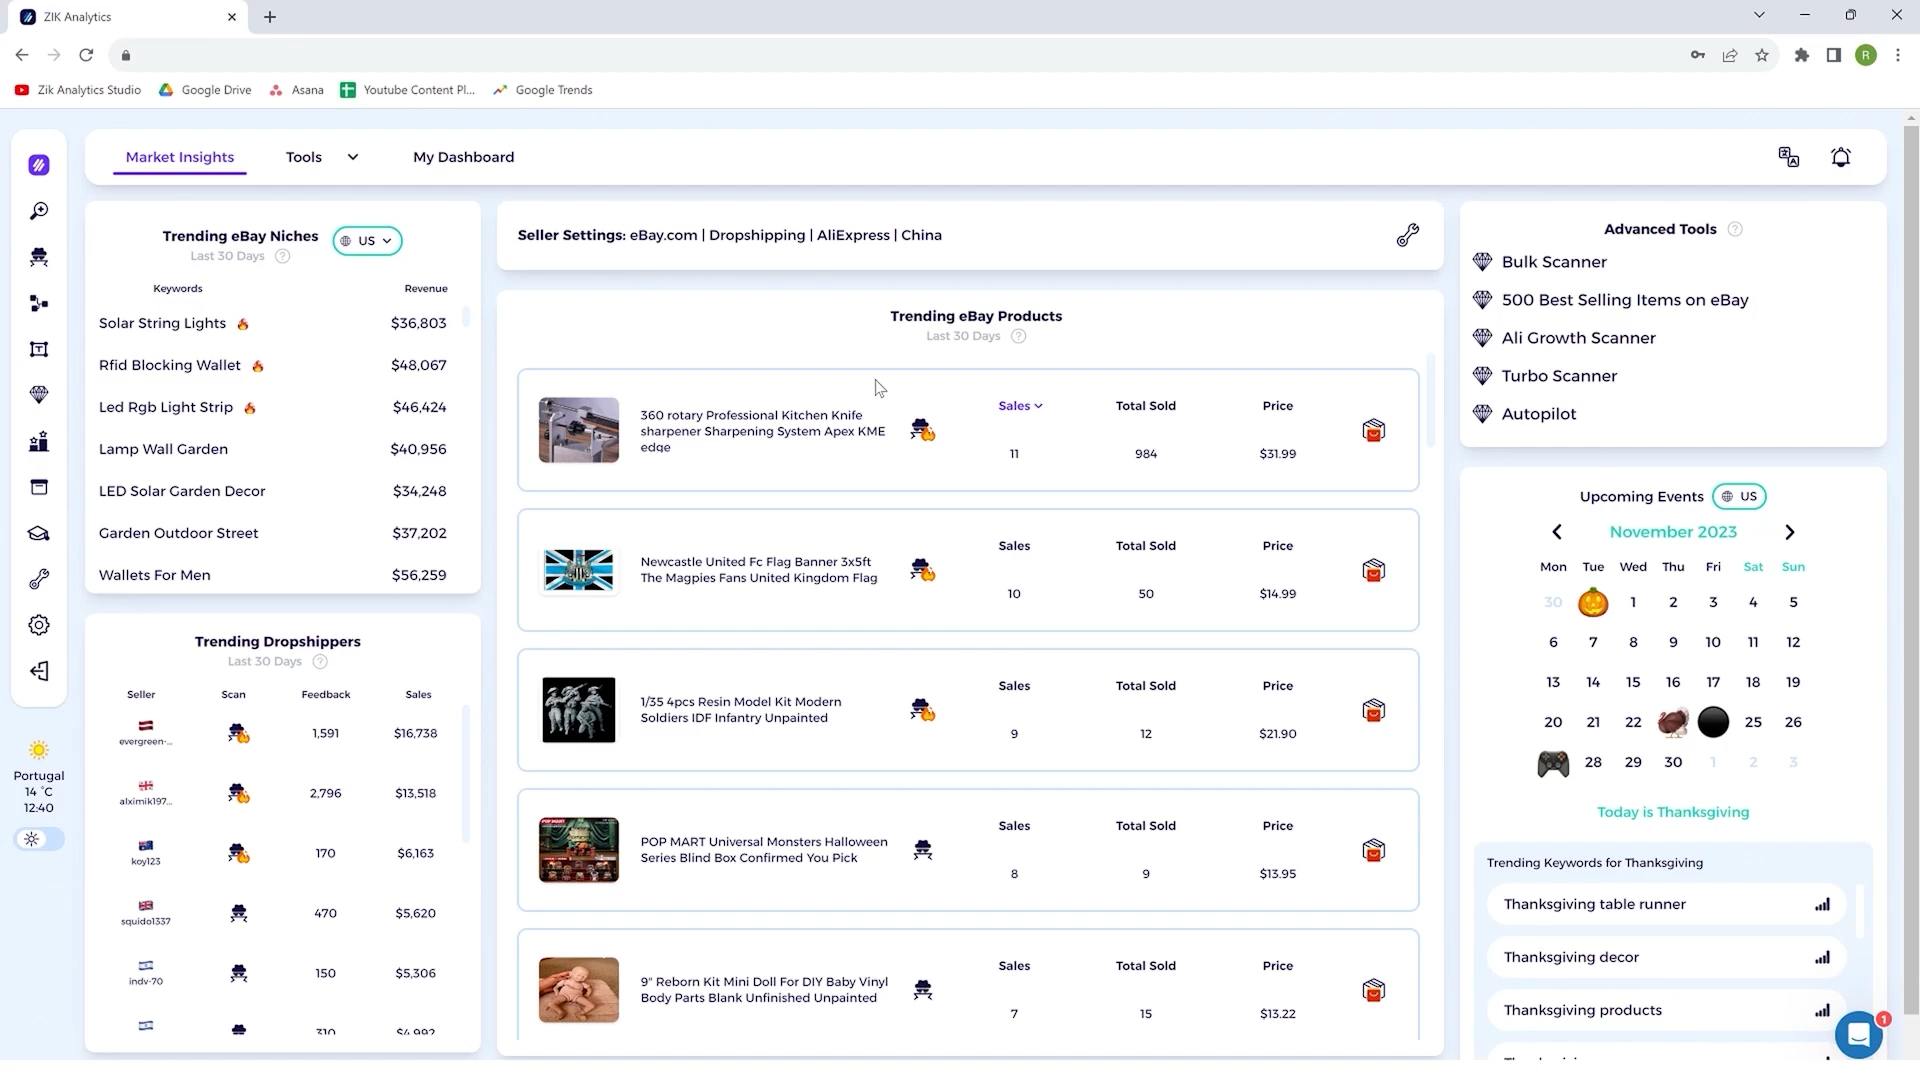 ZIK Analytics
R
Zik Analytics Studio
Google Drive
Asana
Youtube Content Pl...
Google Trends
Market Insights
Tools
My Dashboard
Trending eBay Niches
US
Last 30 Days ?
Keywords Revenue
Solar String Lights $36,803
Rfid Blocking Wallet $48,067
Led Rgb Light Strip $46,424
Lamp Wall Garden $40,956
LED Solar Garden Decor $34,248
Garden Outdoor Street $37,202
Wallets For Men $56,259
Trending Dropshippers
Last 30 Days ?
Seller Scan Feedback Sales
evergreen-... 1,591 $16,738
alximik197... 2,796 $13,518
koy123 170 $6,163
squido1337 470 $5,620
indv-70 150 $5,306
310 $4,992
Portugal
14 °C
12:40
Seller Settings: eBay.com | Dropshipping | AliExpress | China
Trending eBay Products
Last 30 Days ?
360 rotary Professional Kitchen Knife
sharpener Sharpening System Apex KME
edge
Sales Total Sold Price
11 984 $31.99
Newcastle United Fc Flag Banner 3x5ft
The Magpies Fans United Kingdom Flag
Sales Total Sold Price
10 50 $14.99
1/35 4pcs Resin Model Kit Modern
Soldiers IDF Infantry Unpainted
Sales Total Sold Price
9 12 $21.90
POP MART Universal Monsters Halloween
Series Blind Box Confirmed You Pick
Sales Total Sold Price
8 9 $13.95
9" Reborn Kit Mini Doll For DIY Baby Vinyl
Body Parts Blank Unfinished Unpainted
Sales Total Sold Price
7 15 $13.22
Advanced Tools ?
Bulk Scanner
500 Best Selling Items on eBay
Ali Growth Scanner
Turbo Scanner
Autopilot
Upcoming Events US
November 2023
Mon Tue Wed Thu Fri Sat Sun
30 1 2 3 4 5
6 7 8 9 10 11 12
13 14 15 16 17 18 19
20 21 22 25 26
28 29 30 1 2 3
Today is Thanksgiving
Trending Keywords for Thanksgiving
Thanksgiving table runner
Thanksgiving decor
Thanksgiving products
1